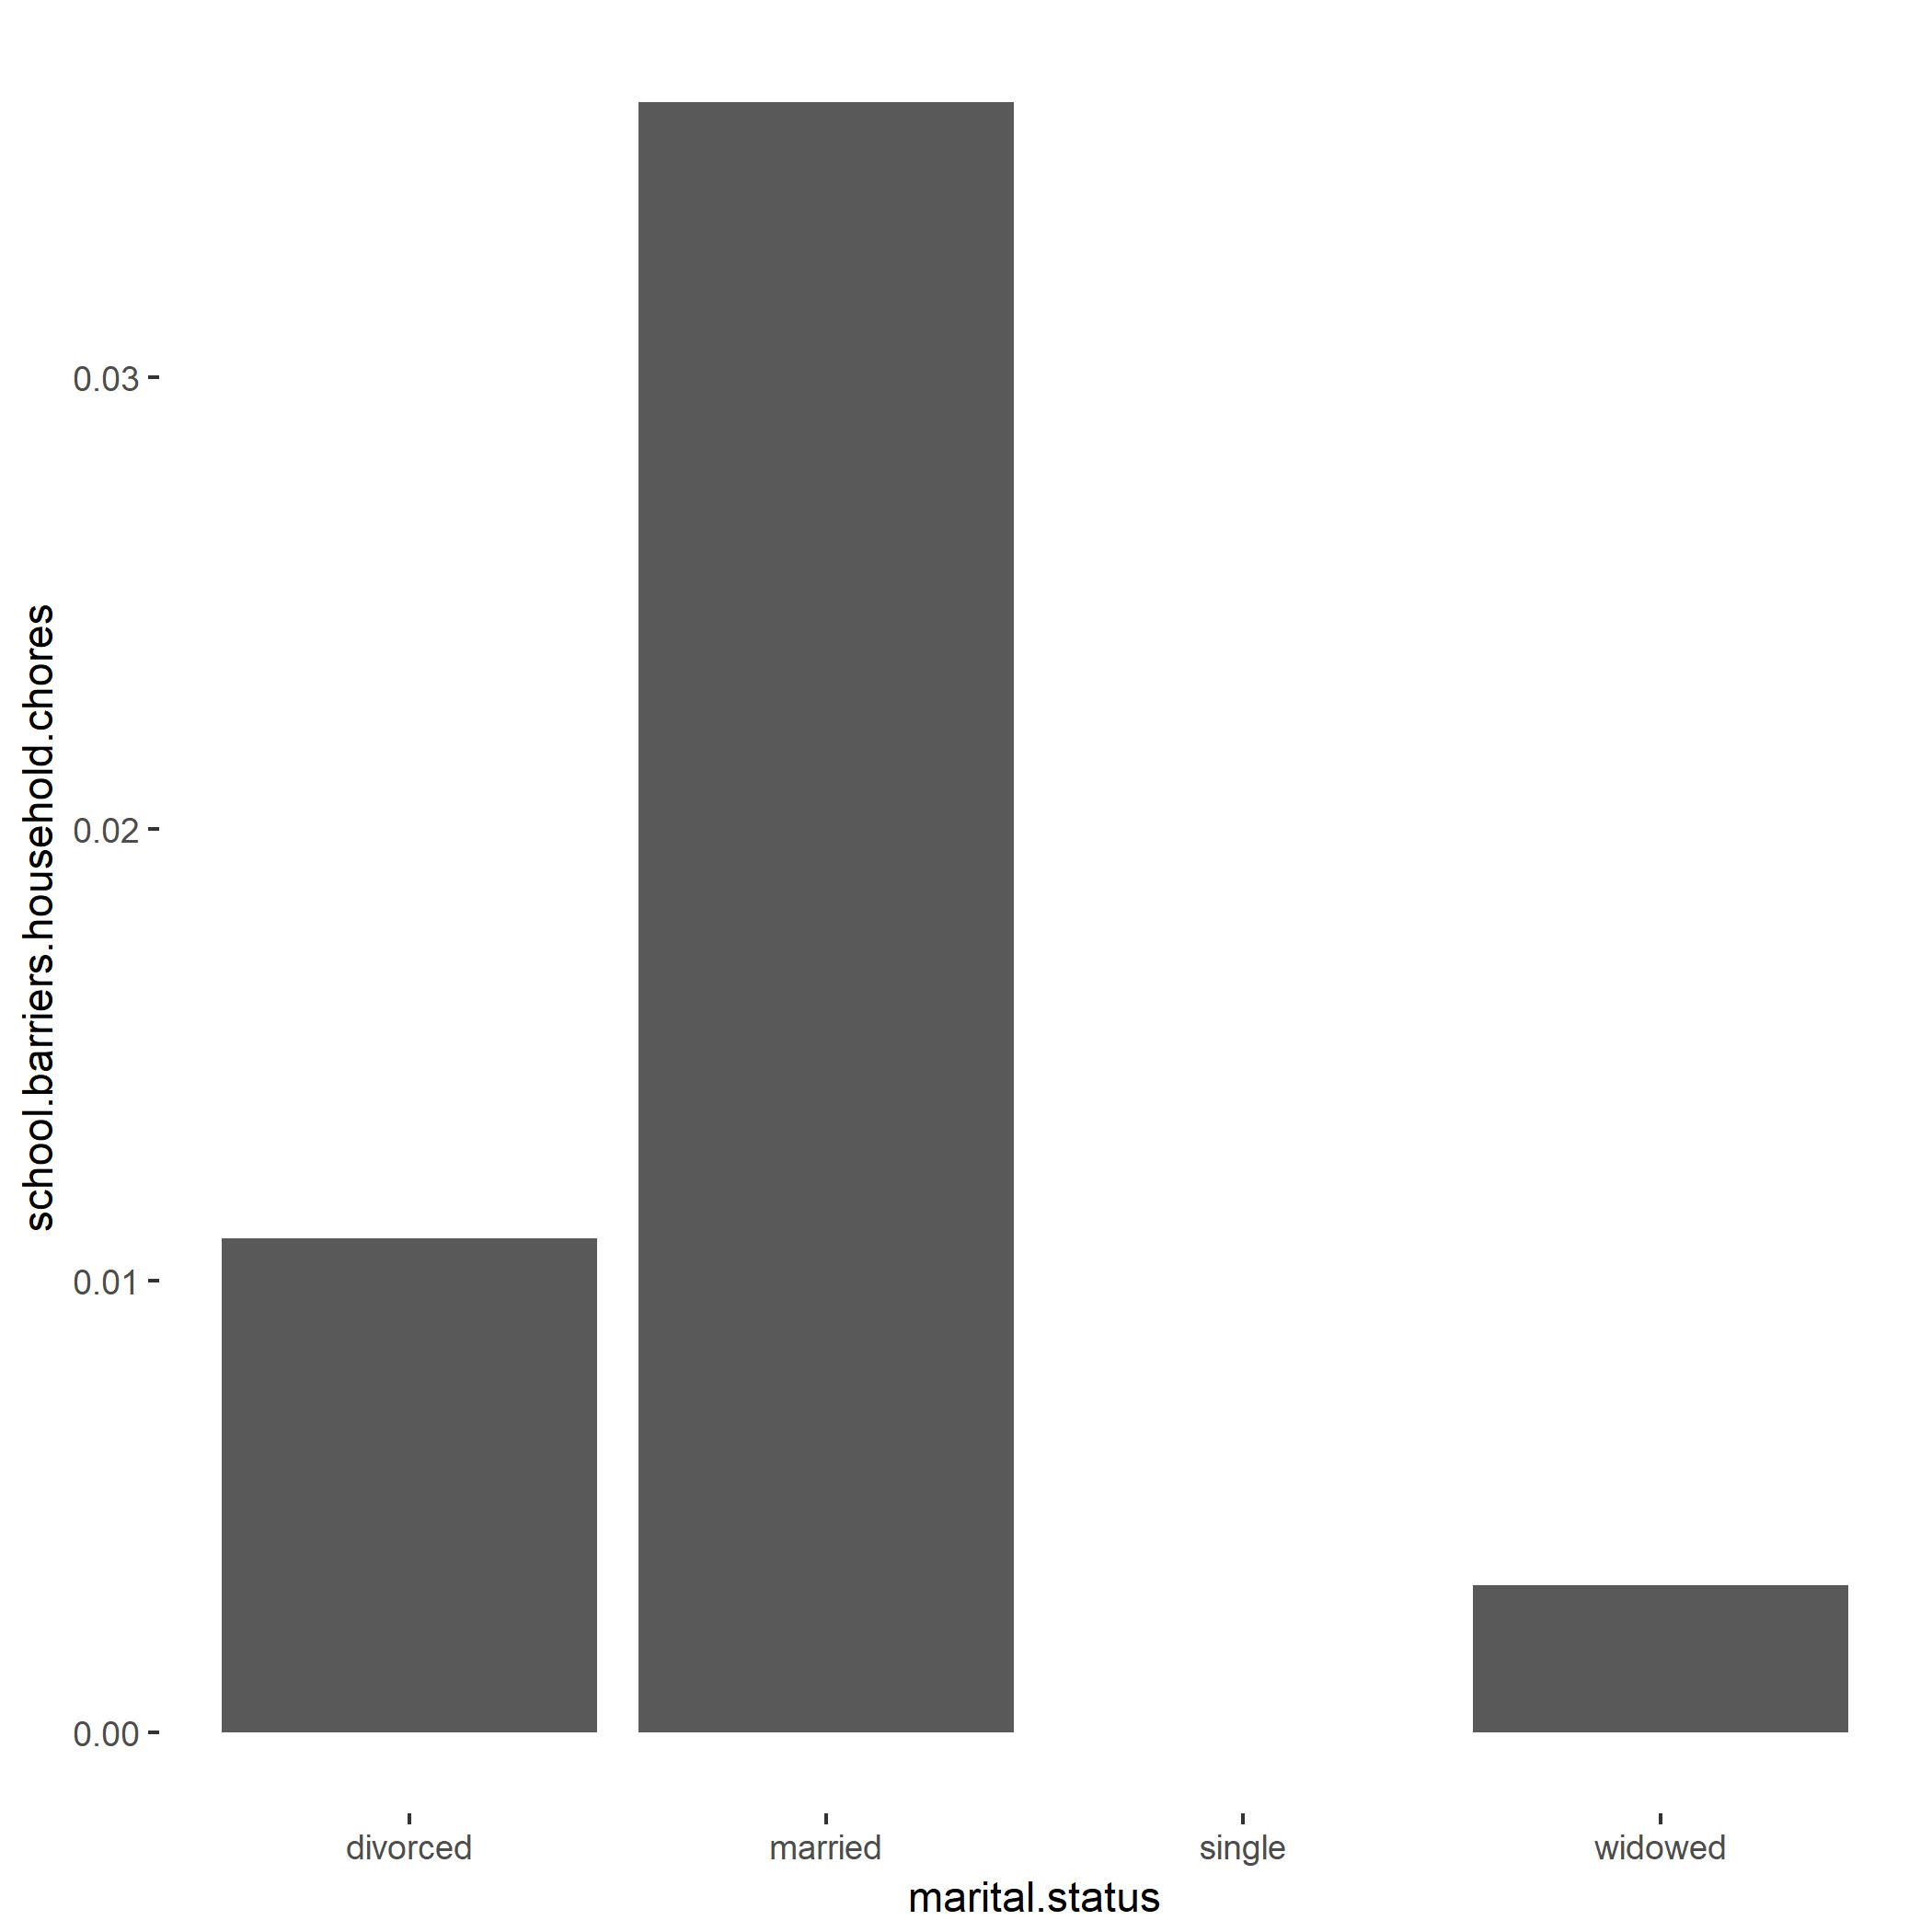 school.barriers.household.chores
0.03
0.02
0.01
0.00
divorced
married
single
widowed
marital.status